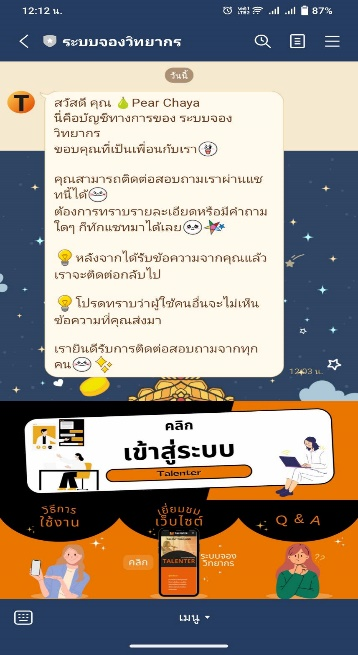 12:12 น.
87%
ระบบจองวิทยากร
วันนี้
สวัสดี คุณ 🍐Pear Chaya
นี่คือบัญชีทางการของ ระบบจอง
วิทยากร
ขอบคุณที่เป็นเพื่อนกับเรา
คุณสามารถติดต่อสอบถามเราผ่านแช
ทนี้ได้
ต้องการทราบรายละเอียดหรือมีคำถาม
ใดๆ ก็ทักแชทมาได้เลย
💡หลังจากได้รับข้อความจากคุณแล้ว
เราจะติดต่อกลับไป
💡โปรดทราบว่าผู้ใช้คนอื่นจะไม่เห็น
ข้อความที่คุณส่งมา
เรายินดีรับการติดต่อสอบถามจากทุก
คน
12:03 น.
คลิก
เข้าสู่ระบบ
Talenter
วิธีการ
ใช้งาน
เยี่ยมชม
เว็บไซต์
Q & A
คลิก
TALENTER
ระบบจอง
วิทยากร
เมนู